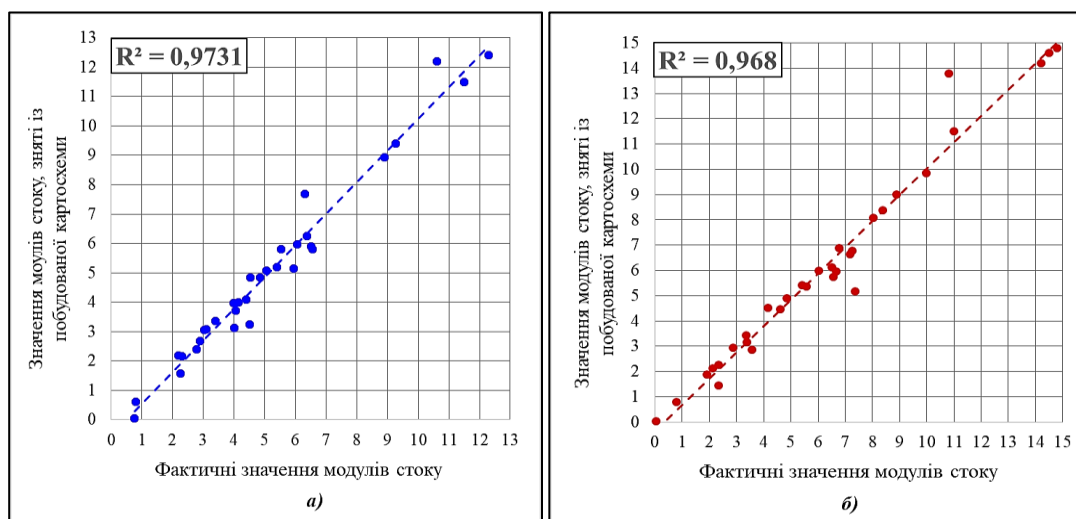 R² = 0,9731
Значення моулів стоку, зняті із
побудованої картосхеми
13
12
11
10
9
8
7
6
5
4
3
2
1
0
0 1 2 3 4 5 6 7 8 9 10 11 12 13
Фактичні значення модулів стоку
а)
R² = 0,968
Значення модулів стоку, зняті із
побудованої картосхеми
15
14
13
12
11
10
9
8
7
6
5
4
3
2
1
0
0 1 2 3 4 5 6 7 8 9 10 11 12 13 14 15
Фактичні значення модулів стоку
б)